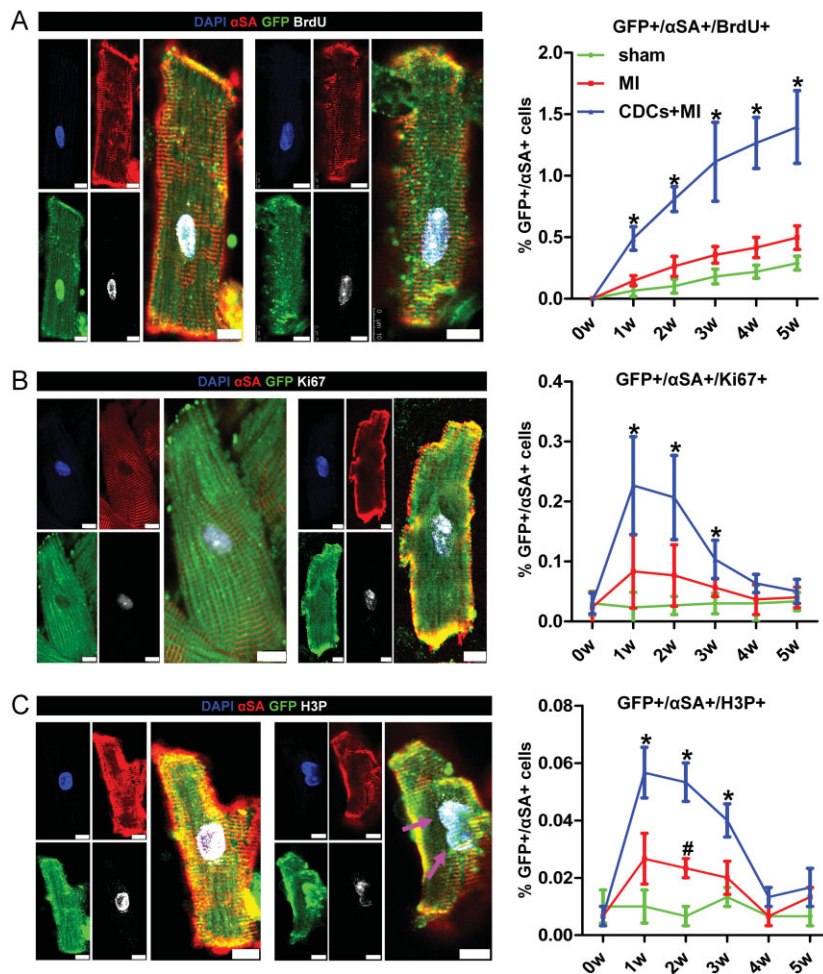 A
DAPI αSA GFP BrdU
GFP+/αSA+/BrdU+
% GFP+/αSA+ cells
2.0
1.5
1.0
0.5
0.0
sham
MI
CDCs+MI
*
*
*
*
*
0w
1w
2w
3w
4w
5w
B
DAPI αSA GFP Ki67
GFP+/αSA+/Ki67+
% GFP+/αSA+ cells
0.4
0.3
0.2
0.1
0.0
*
*
*
0w
1w
2w
3w
4w
5w
C
DAPI αSA GFP H3P
GFP+/αSA+/H3P+
% GFP+/αSA+ cells
0.08
0.06
0.04
0.02
0.00
*
*
*
#
0w
1w
2w
3w
4w
5w